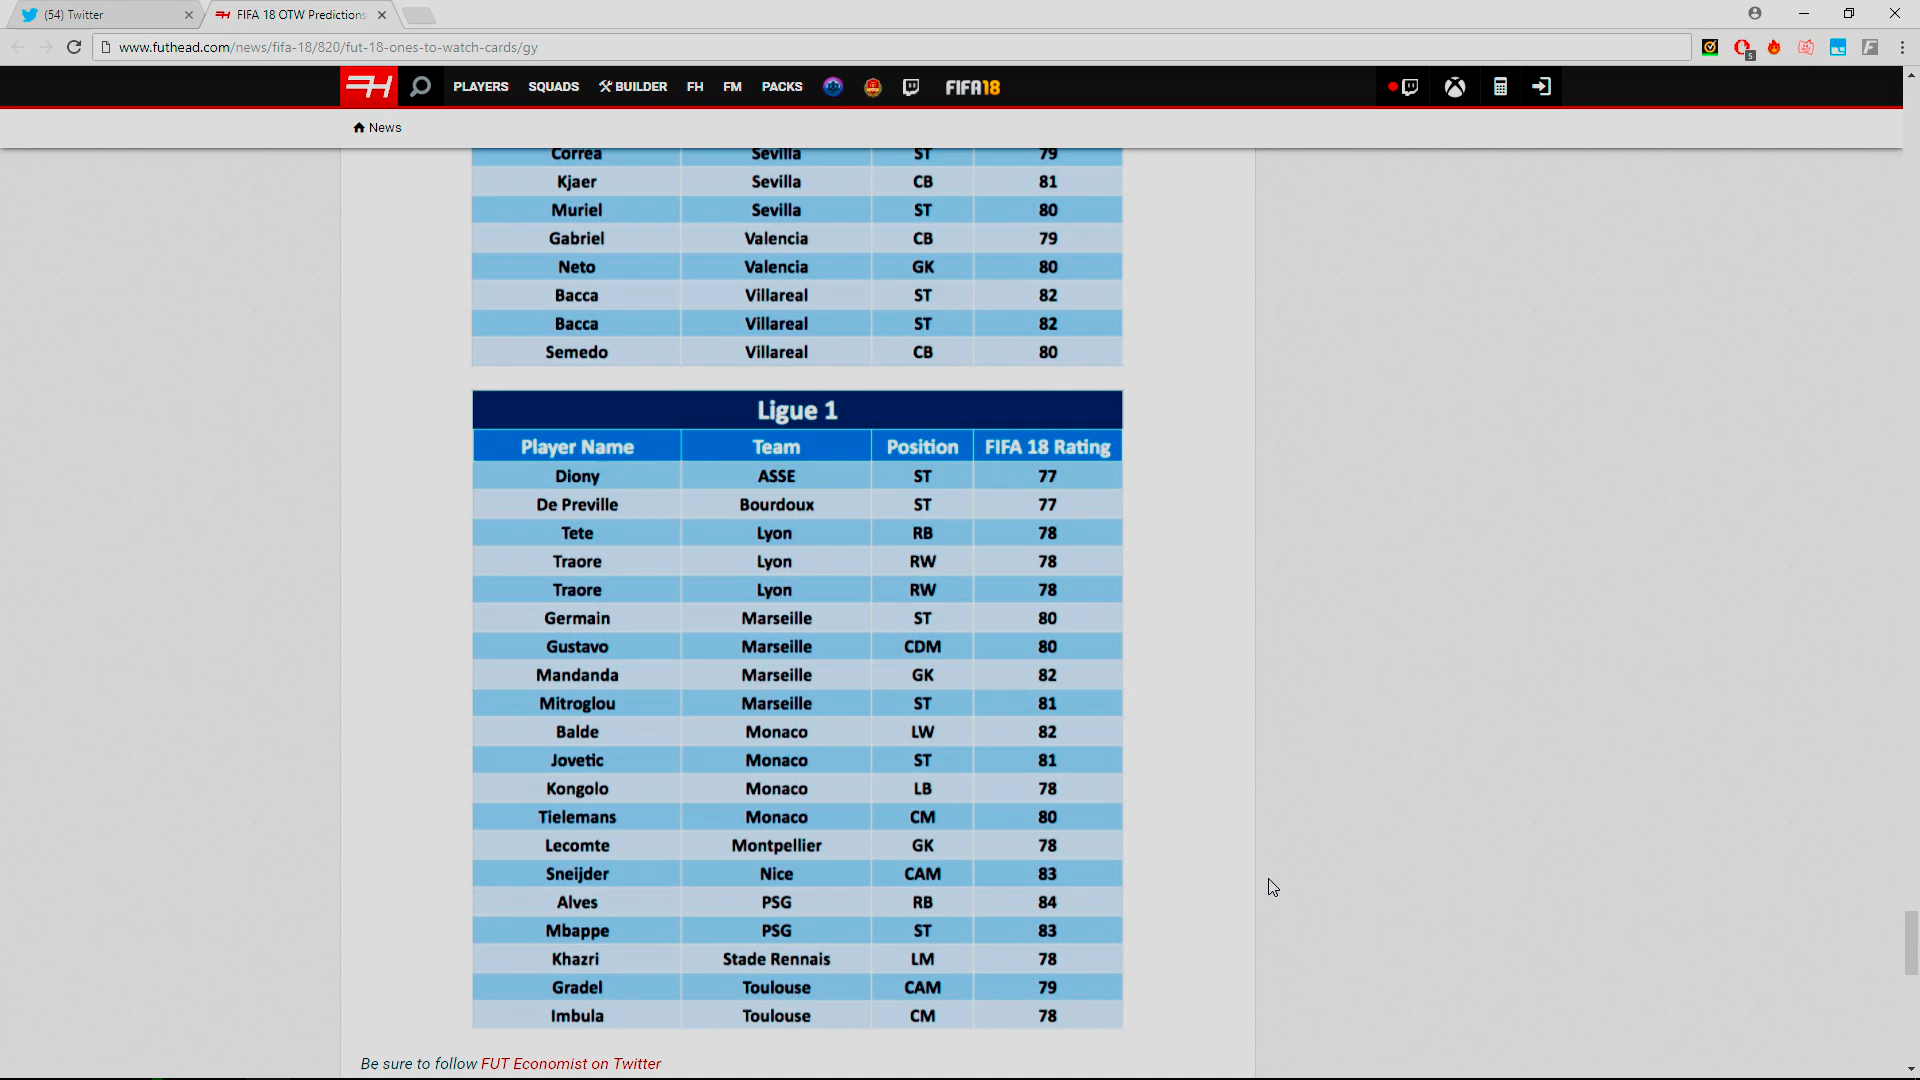 (54) Twitter
FIFA 18 OTW Predictions
www.futhead.com/news/fifa-18/820/fut-18-ones-to-watch-cards/gy
5
FH PLAYERS SQUADS BUILDER FH FM PACKS FIFA18
News
Correa Sevilla ST 79
Kjaer Sevilla CB 81
Muriel Sevilla ST 80
Gabriel Valencia CB 79
Neto Valencia GK 80
Bacca Villareal ST 82
Bacca Villareal ST 82
Semedo Villareal CB 80
Ligue 1
Player Name Team Position FIFA 18 Rating
Diony ASSE ST 77
De Preville Bourdoux ST 77
Tete Lyon RB 78
Traore Lyon RW 78
Traore Lyon RW 78
Germain Marseille ST 80
Gustavo Marseille CDM 80
Mandanda Marseille GK 82
Mitroglou Marseille ST 81
Balde Monaco LW 82
Jovetic Monaco ST 81
Kongolo Monaco LB 78
Tielemans Monaco CM 80
Lecomte Montpellier GK 78
Sneijder Nice CAM 83
Alves PSG RB 84
Mbappe PSG ST 83
Khazri Stade Rennais LM 78
Gradel Toulouse CAM 79
Imbula Toulouse CM 78
Be sure to follow FUT Economist on Twitter